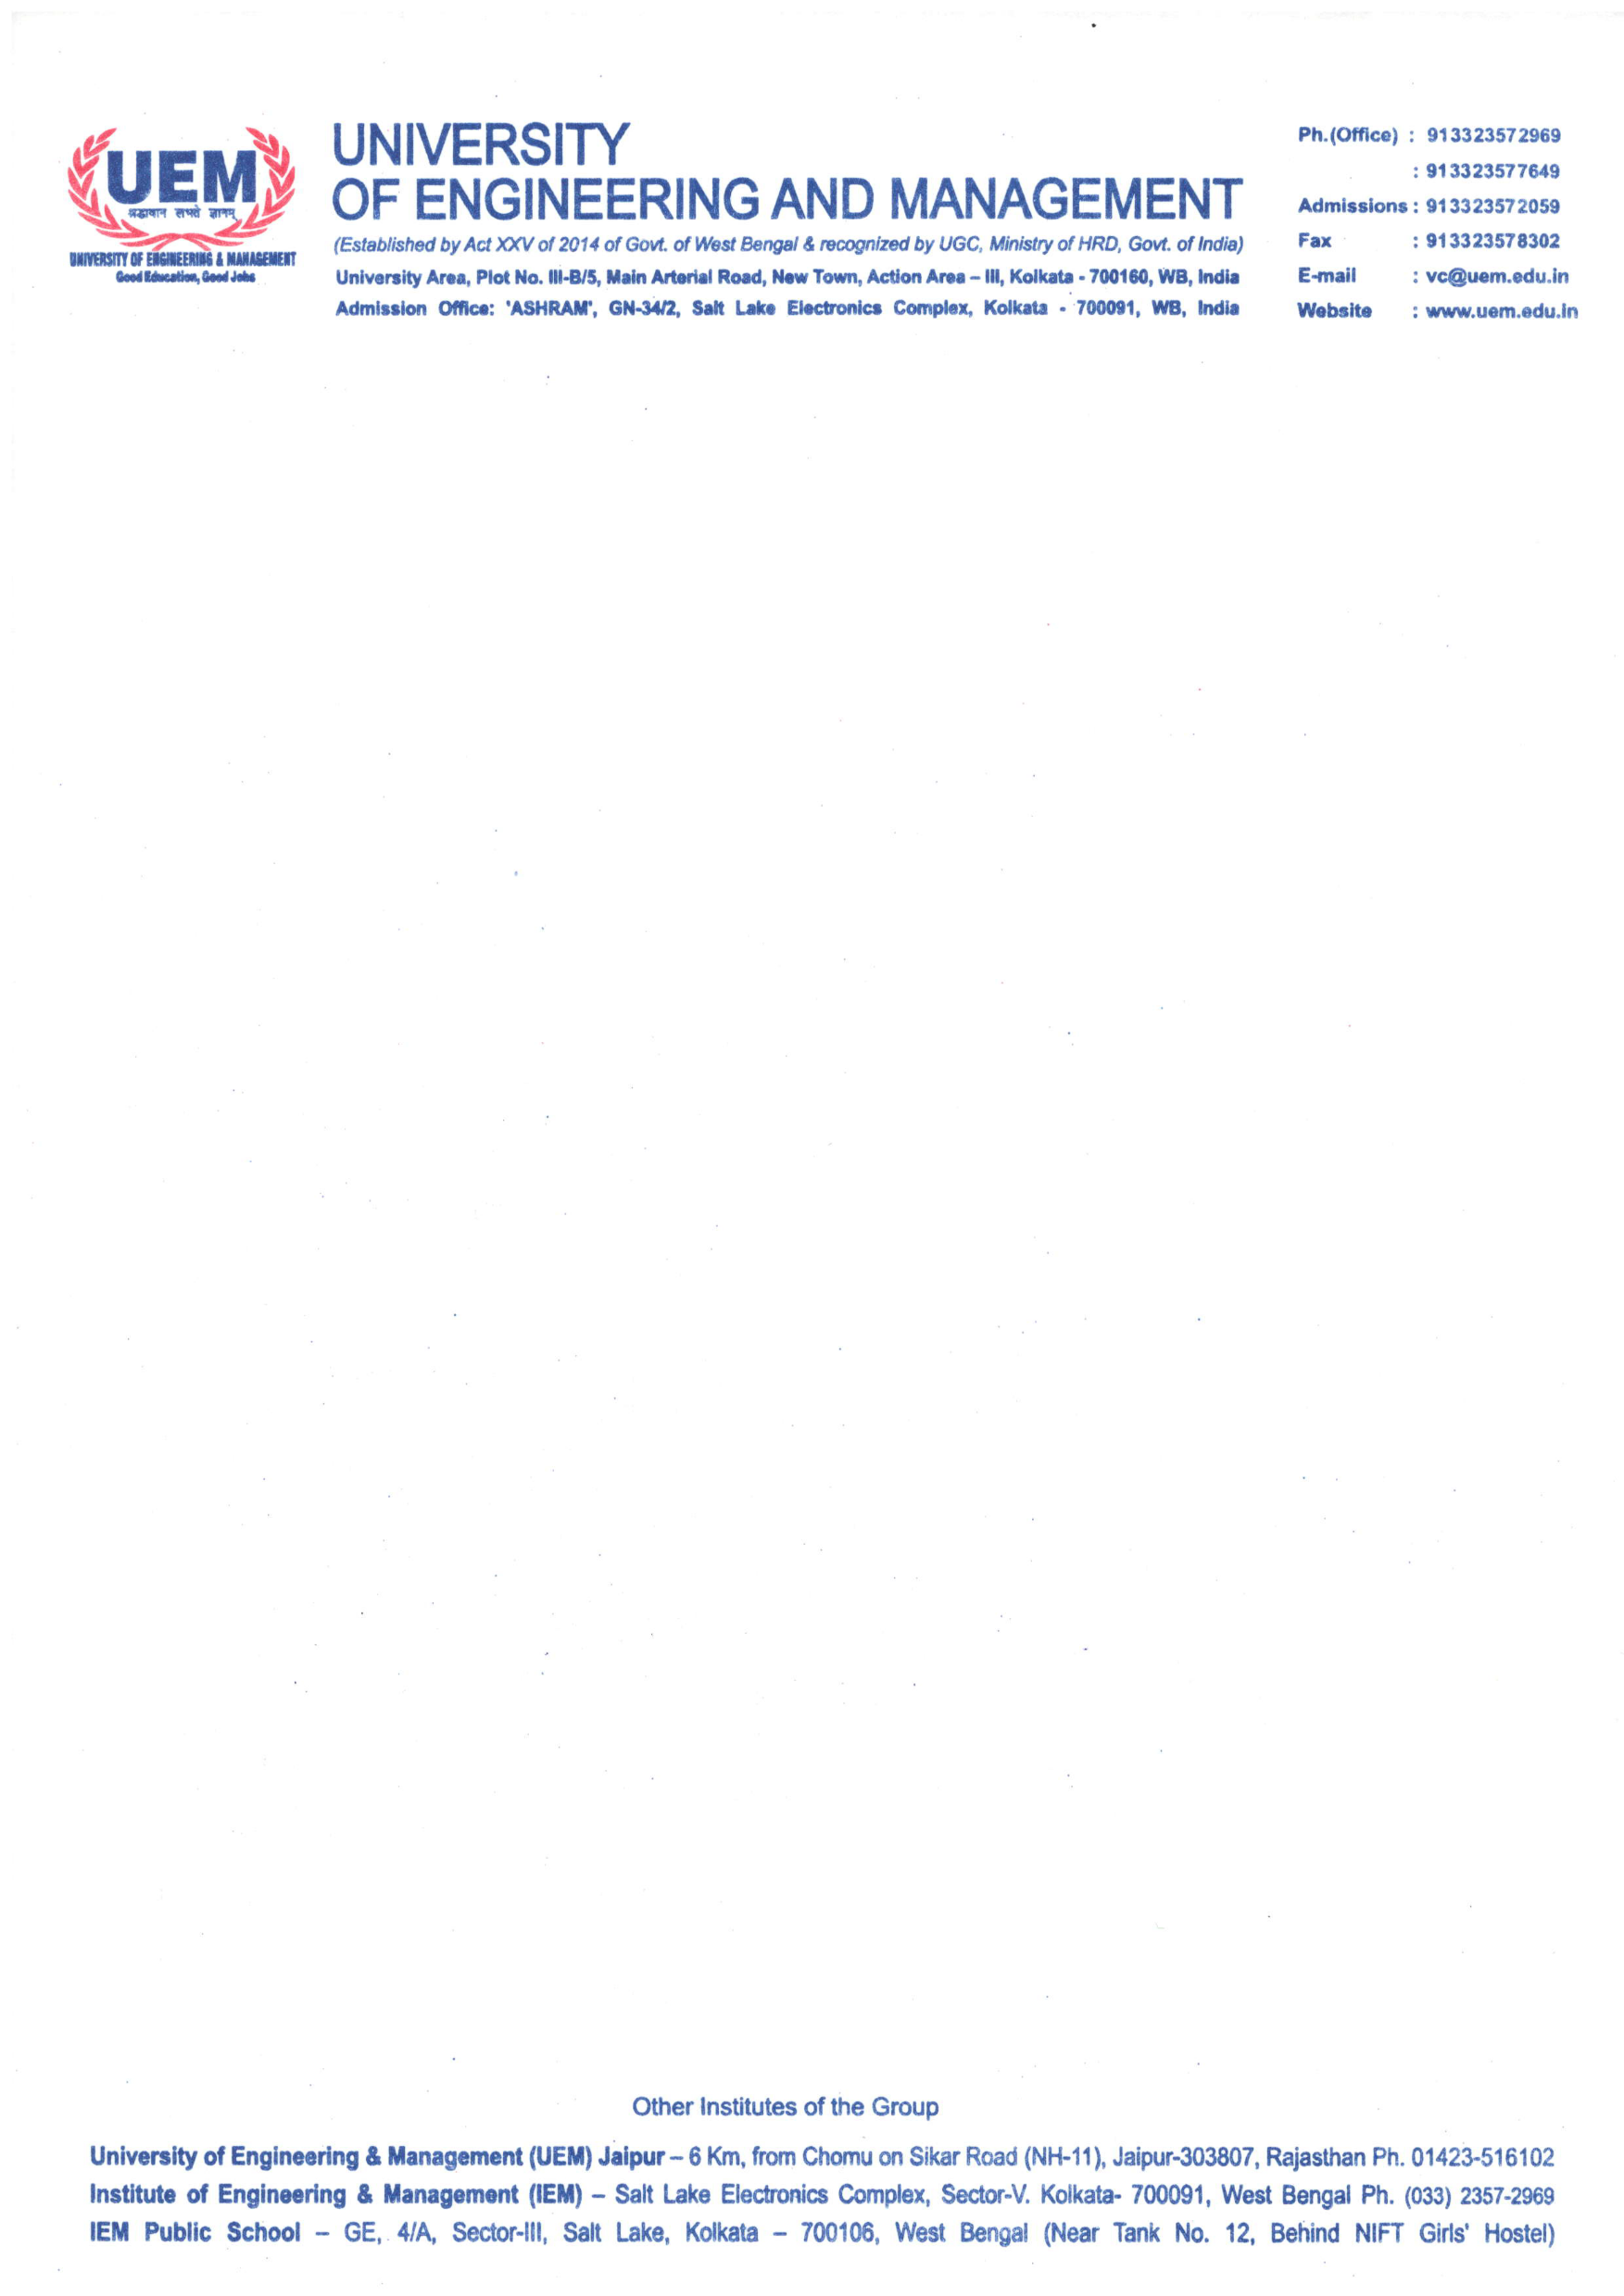 UEM
श्रद्धावान लभते ज्ञानम्
UNIVERSITY OF ENGINEERING & MANAGEMENT
Good Education, Good Jobs
UNIVERSITY
OF ENGINEERING AND MANAGEMENT
(Established by Act XXV of 2014 of Govt. of West Bengal & recognized by UGC, Ministry of HRD, Govt. of India)
University Area, Plot No. III-B/5, Main Arterial Road, New Town, Action Area – III, Kolkata - 700160, WB, India
Admission Office: 'ASHRAM', GN-34/2, Salt Lake Electronics Complex, Kolkata - 700091, WB, India
Ph.(Office) : 913323572969
: 913323577649
Admissions : 913323572059
Fax : 913323578302
E-mail : vc@uem.edu.in
Website : www.uem.edu.in
Other Institutes of the Group
University of Engineering & Management (UEM) Jaipur – 6 Km, from Chomu on Sikar Road (NH-11), Jaipur-303807, Rajasthan Ph. 01423-516102
Institute of Engineering & Management (IEM) – Salt Lake Electronics Complex, Sector-V. Kolkata- 700091, West Bengal Ph. (033) 2357-2969
IEM Public School – GE, 4/A, Sector-III, Salt Lake, Kolkata – 700106, West Bengal (Near Tank No. 12, Behind NIFT Girls' Hostel)